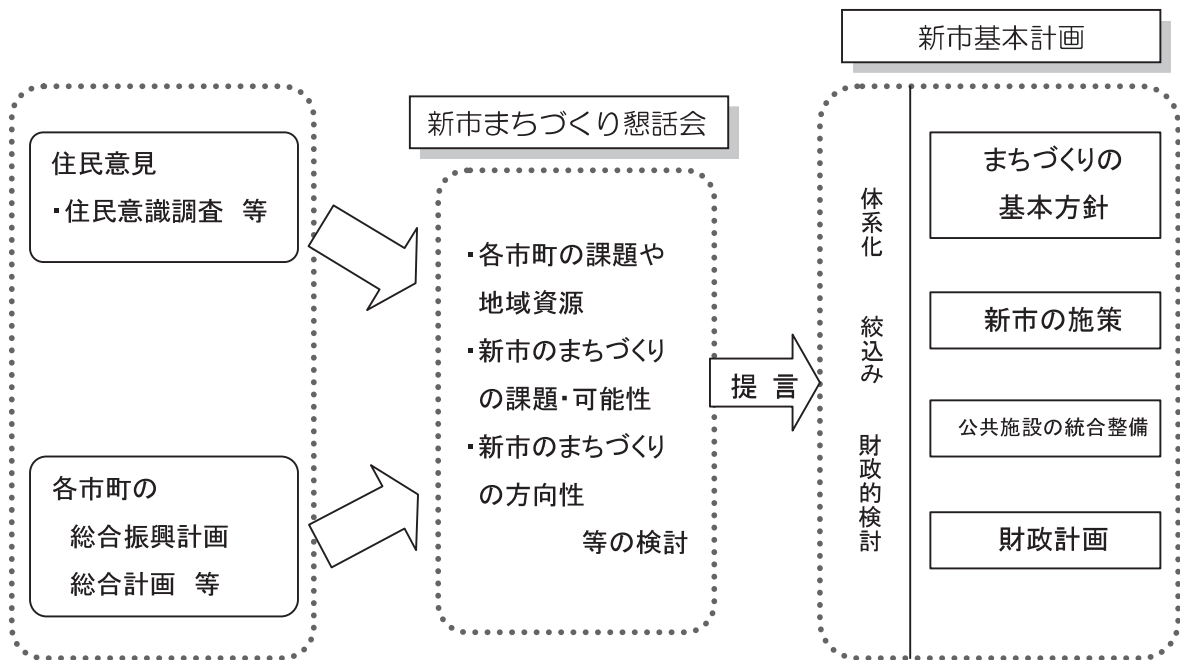 住民意見
・住民意識調査 等
各市町の
総合振興計画
総合計画 等
新市まちづくり懇話会
・各市町の課題や
地域資源
・新市のまちづくり
の課題・可能性
・新市のまちづくり
の方向性
等の検討
提 言
新市基本計画
体系化
絞込み
財政的検討
まちづくりの
基本方針
新市の施策
公共施設の統合整備
財政計画